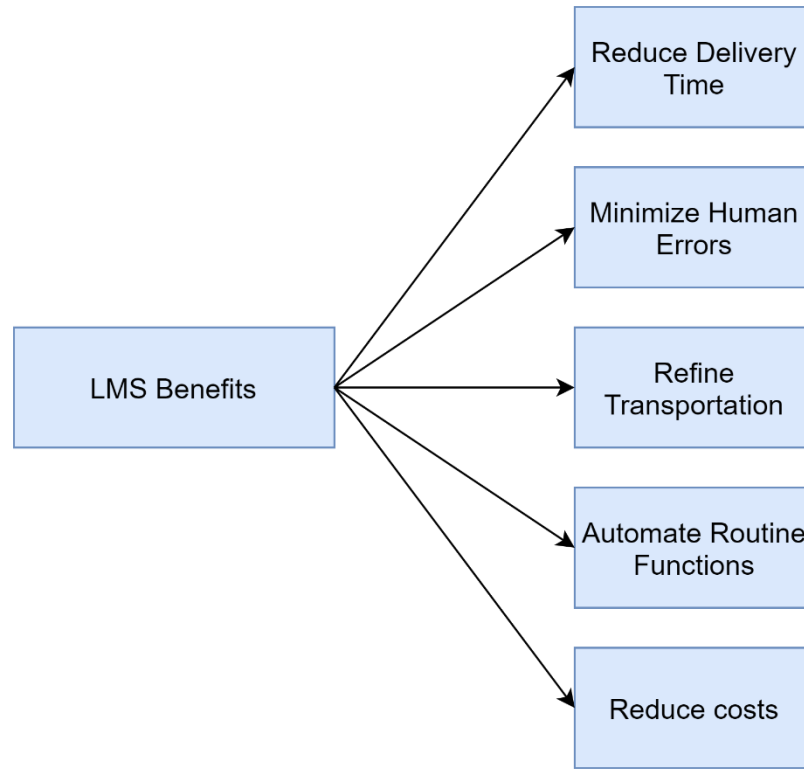 Reduce Delivery
Time
Minimize Human
Errors
LMS Benefits
Refine
Transportation
Automate Routine
Functions
Reduce costs